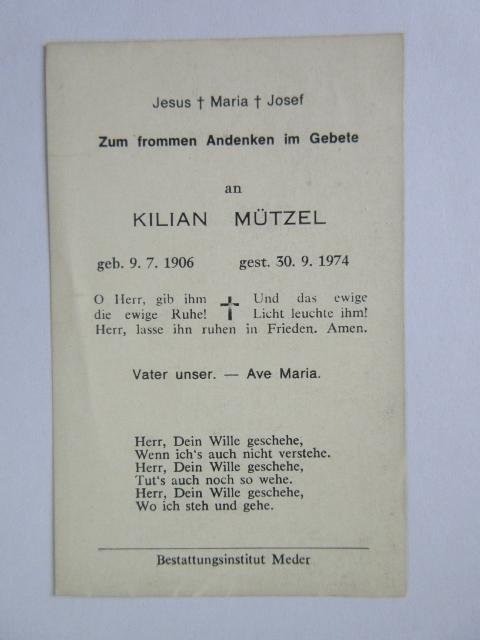 Jesus † Maria † Josef
Zum frommen Andenken im Gebete
an
KILIAN MÜTZEL
geb. 9. 7. 1906 gest. 30. 9. 1974
O Herr, gib ihm Und das ewige
die ewige Ruhe! Licht leuchte ihm!
Herr, lasse ihn ruhen in Frieden. Amen.
Vater unser. — Ave Maria.
Herr, Dein Wille geschehe,
Wenn ich's auch nicht verstehe.
Herr, Dein Wille geschehe,
Tut's auch noch so wehe.
Herr, Dein Wille geschehe,
Wo ich steh und gehe.
Bestattungsinstitut Meder